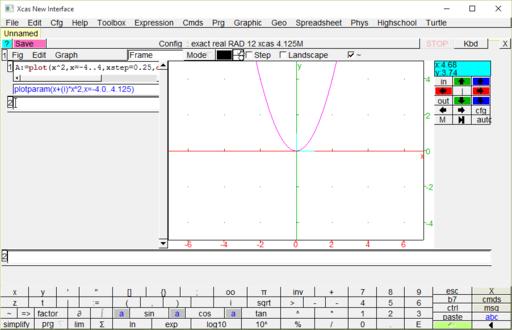 Xcas New Interface
File Edit Cfg Help Toolbox Expression Cmds Prg Graphic Geo Spreadsheet Phys Highschool Turtle
Unnamed
? Save Config : exact real RAD 12 xcas 4.125M STOP Kbd X
1 Fig Edit Graph Frame Mode Step Landscape ~
1 A:=plot(x^2,x=-4..4,xstep=0.25,
plotparam(x+(i)*x^2,x=-4.0..4.125)
2
y
4
2
0
-2
-4
x
-6 -4 -2 0 2 4 6
x:4.68
y:3.74
in
out cfg
M auto
2
x y ' " [] {} ? oo π inv + 7 8 9 esc X
z t | := ( , ) i sqrt > - 4 5 6 b7 cmds
~ => factor ∂ ∫ a sin a cos a tan ^ * 1 2 3 ctrl msg
simplify prg limit Σ ln exp log10 10^ % / 0 . E paste abc